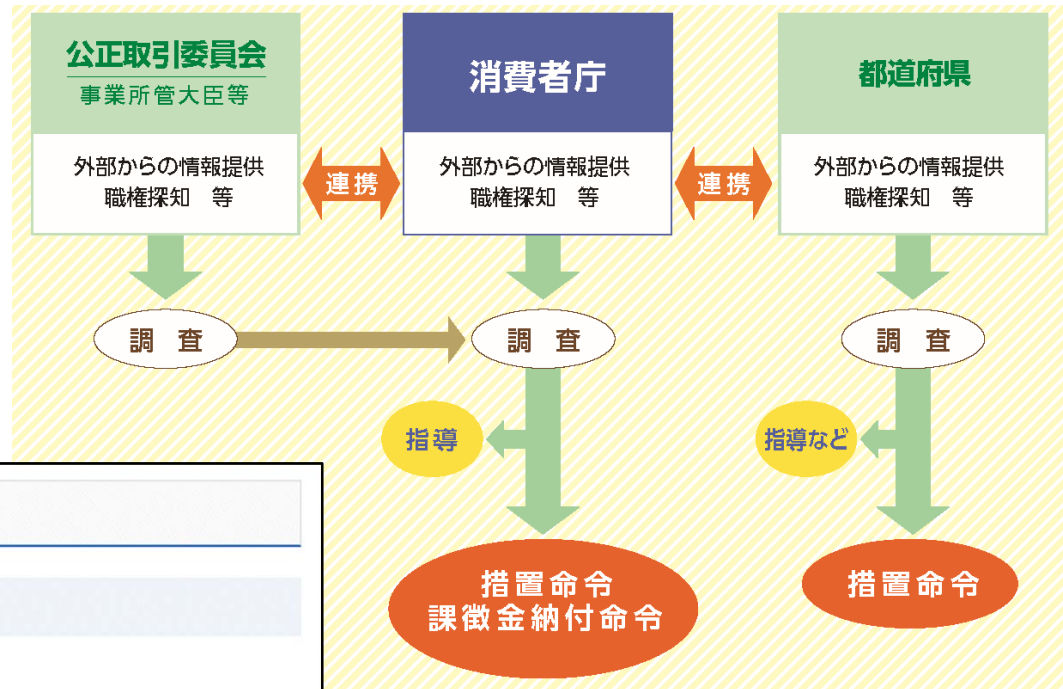 公正取引委員会
事業所管大臣等
外部からの情報提供
職権探知 等
連携
消費者庁
外部からの情報提供
職権探知 等
連携
都道府県
外部からの情報提供
職権探知 等
調査
調査
調査
指導
指導など
措置命令
課徴金納付命令
措置命令